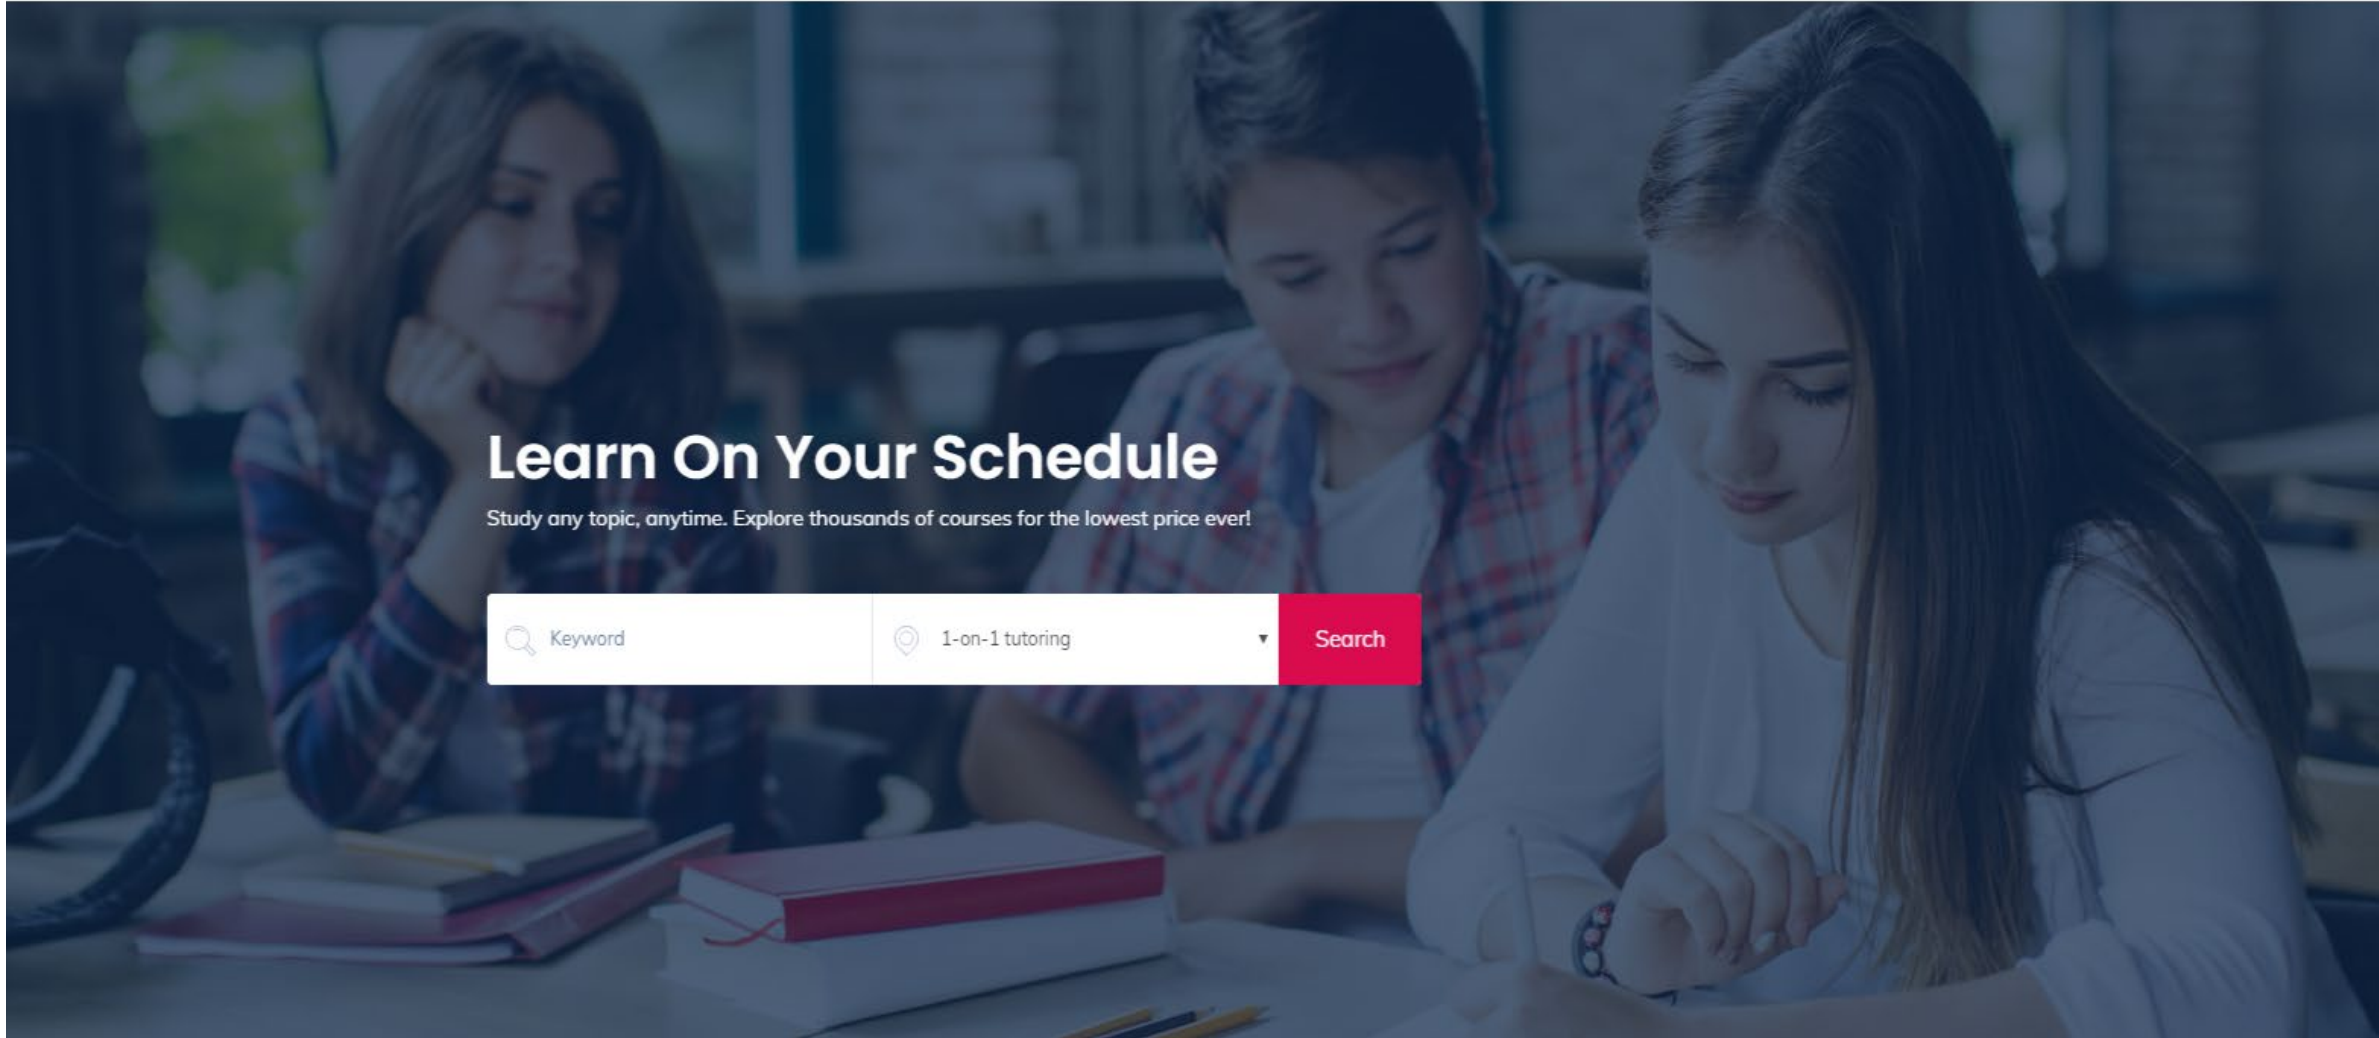 Learn On Your Schedule
Study any topic, anytime. Explore thousands of courses for the lowest price ever!
Keyword
1-on-1 tutoring
Search